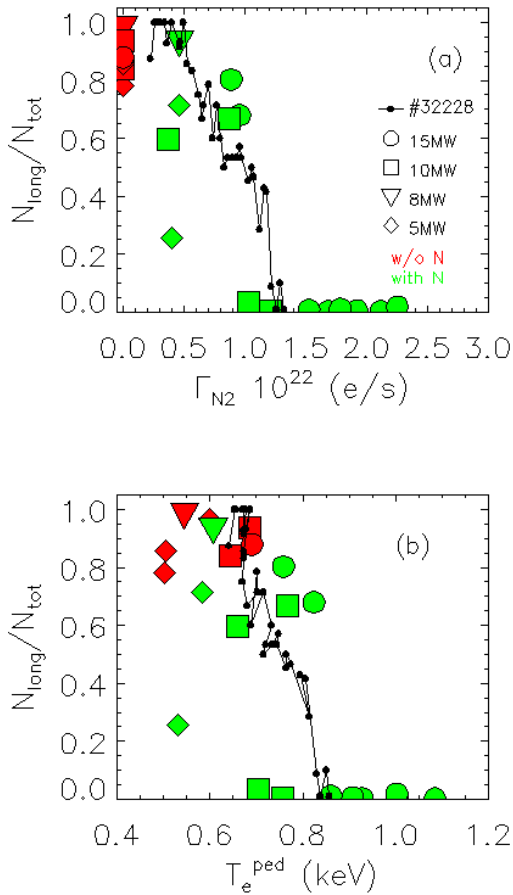 1.0
0.8
0.6
0.4
0.2
0.0
N_long/N_tot
(a)
#32228
15MW
10MW
8MW
5MW
w/o N
with N
0.0 0.5 1.0 1.5 2.0 2.5 3.0
Γ_N2 10^22 (e/s)
1.0
0.8
0.6
0.4
0.2
0.0
N_long/N_tot
(b)
0.4 0.6 0.8 1.0 1.2
T_e^ped (keV)